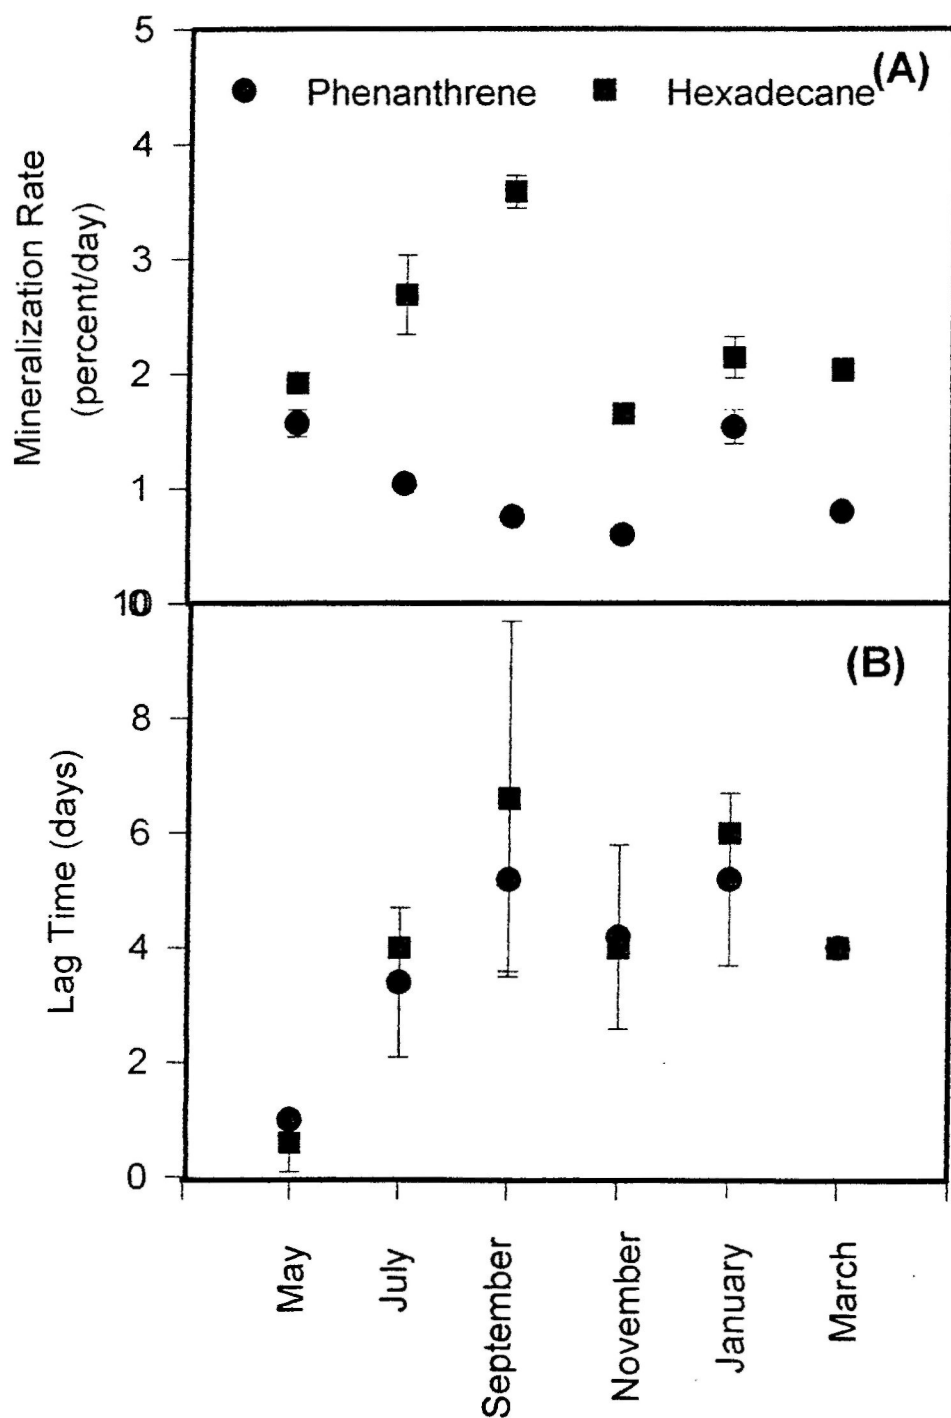 5
(A)
Phenanthrene Hexadecane
4
3
2
1
Mineralization Rate
(percent/day)
10
0
(B)
8
6
4
2
0
Lag Time (days)
May
July
September
November
January
March